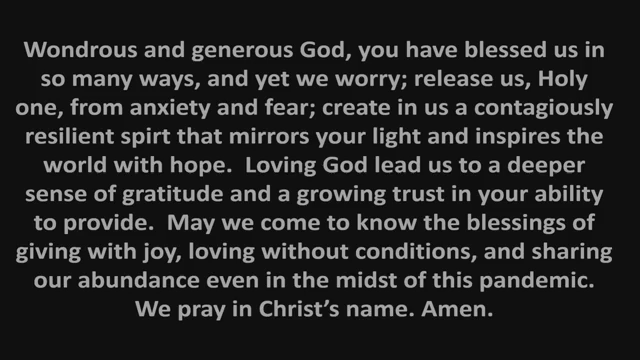 Wondrous and generous God, you have blessed us in
so many ways, and yet we worry; release us, Holy
one, from anxiety and fear; create in us a contagiously
resilient spirt that mirrors your light and inspires the
world with hope.  Loving God lead us to a deeper
sense of gratitude and a growing trust in your ability
to provide.  May we come to know the blessings of
giving with joy, loving without conditions, and sharing
our abundance even in the midst of this pandemic.
We pray in Christ’s name. Amen.